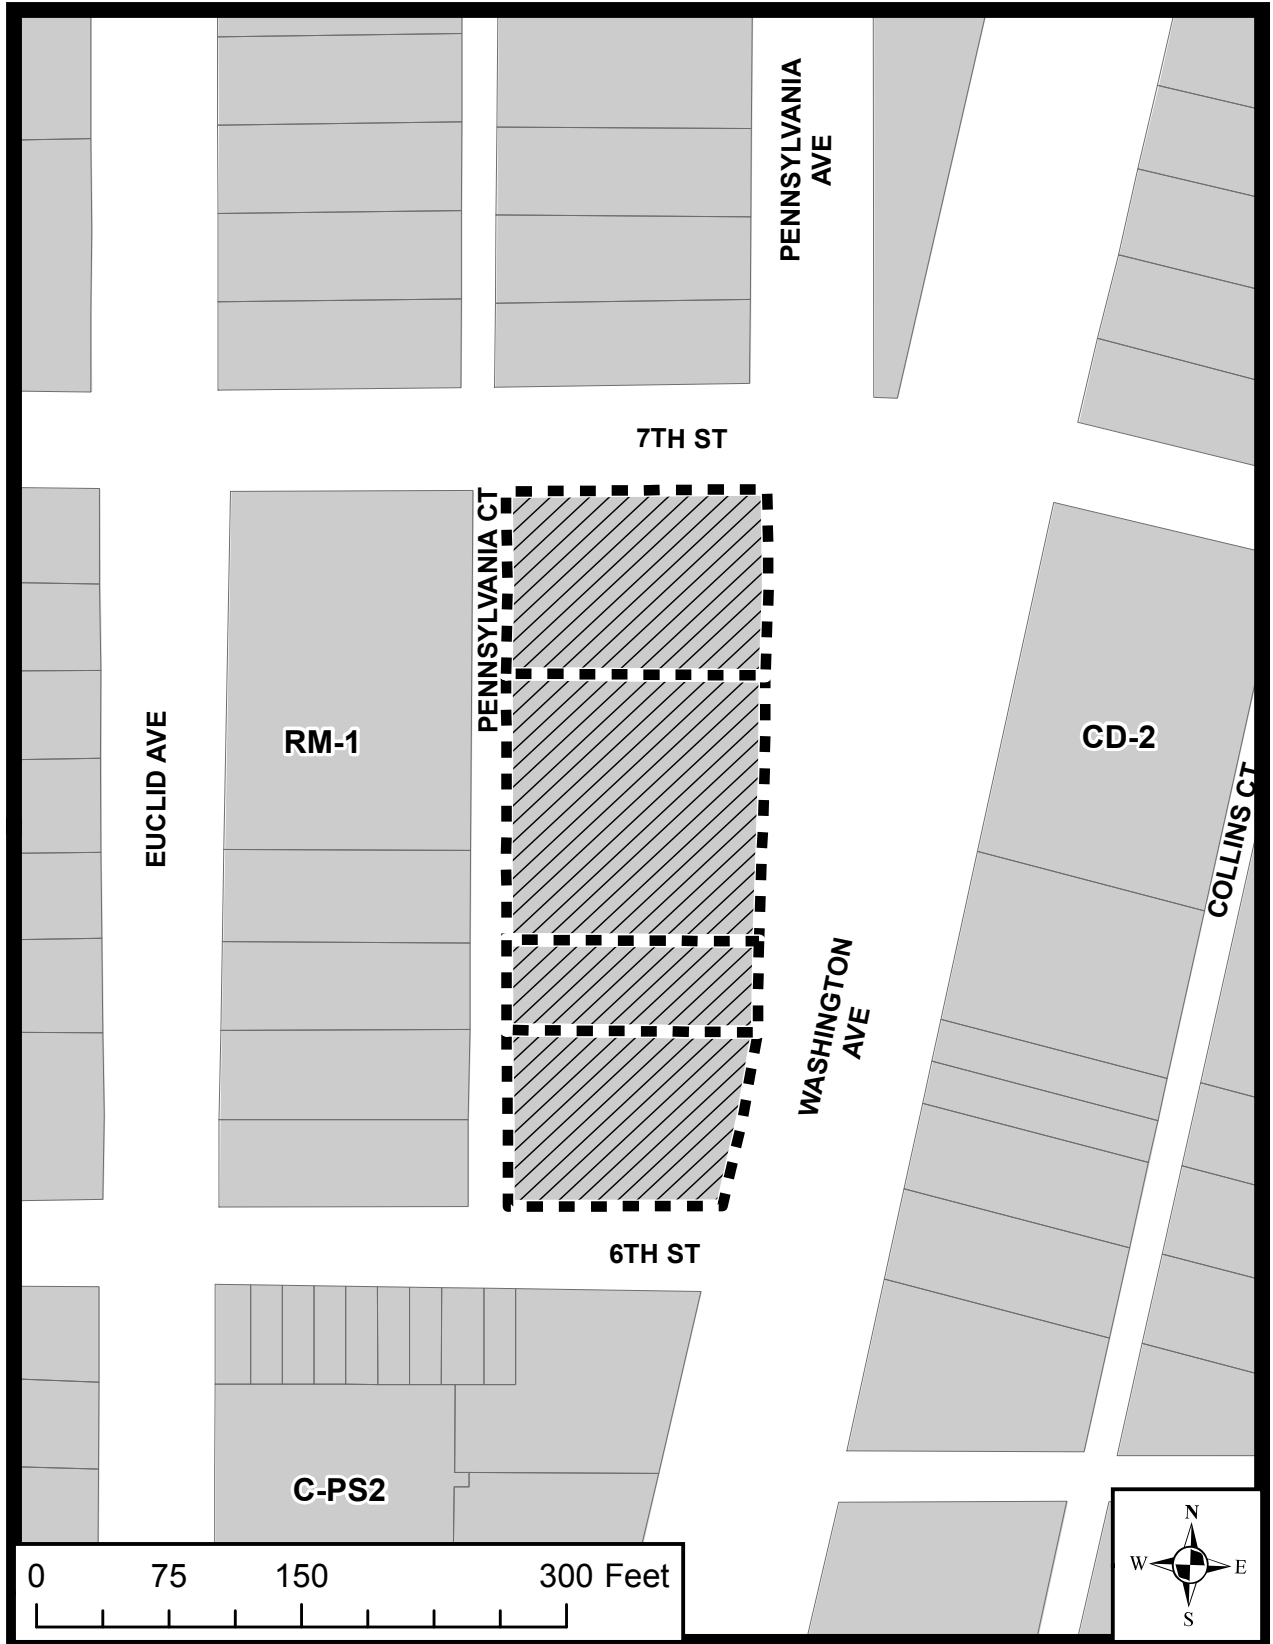 PENNSYLVANIA
AVE
7TH ST
PENNSYLVANIA CT
EUCLID AVE
RM-1
CD-2
COLLINS CT
WASHINGTON
AVE
6TH ST
C-PS2
N
W E
S
0 75 150 300 Feet